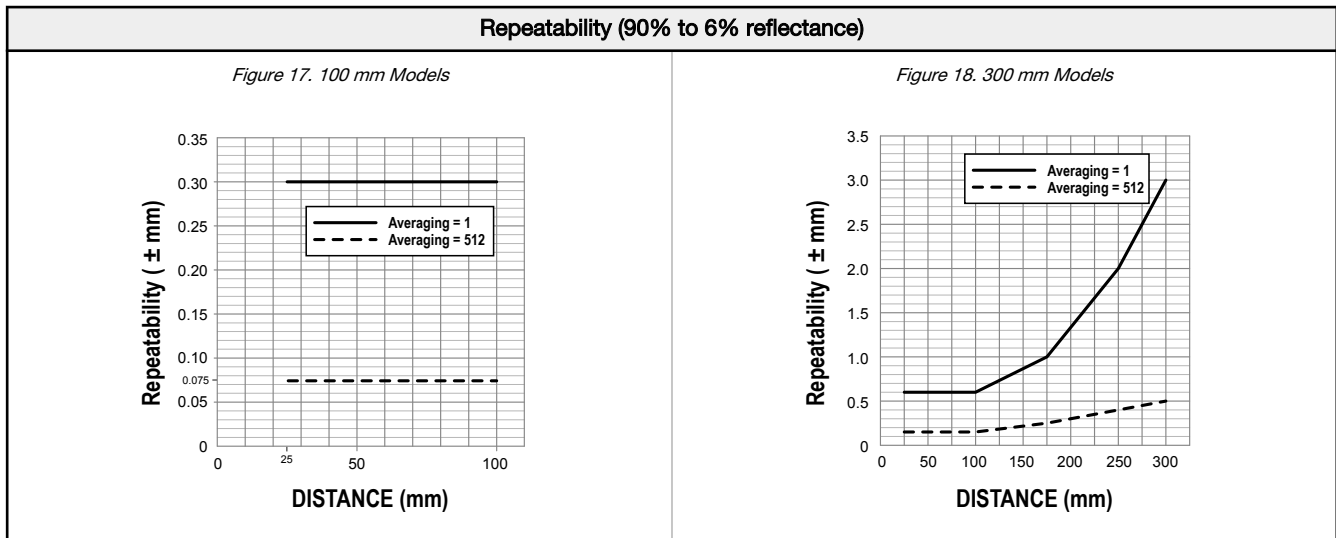 Repeatability (90% to 6% reflectance)
Figure 17. 100 mm Models
0.35
0.30
0.25
0.20
0.15
0.10
0.075
0.05
0
Repeatability ( ± mm)
Averaging = 1
Averaging = 512
0 25 50 100
DISTANCE (mm)
Figure 18. 300 mm Models
3.5
3.0
2.5
2.0
1.5
1.0
0.5
0
Repeatability ( ± mm)
Averaging = 1
Averaging = 512
0 50 100 150 200 250 300
DISTANCE (mm)